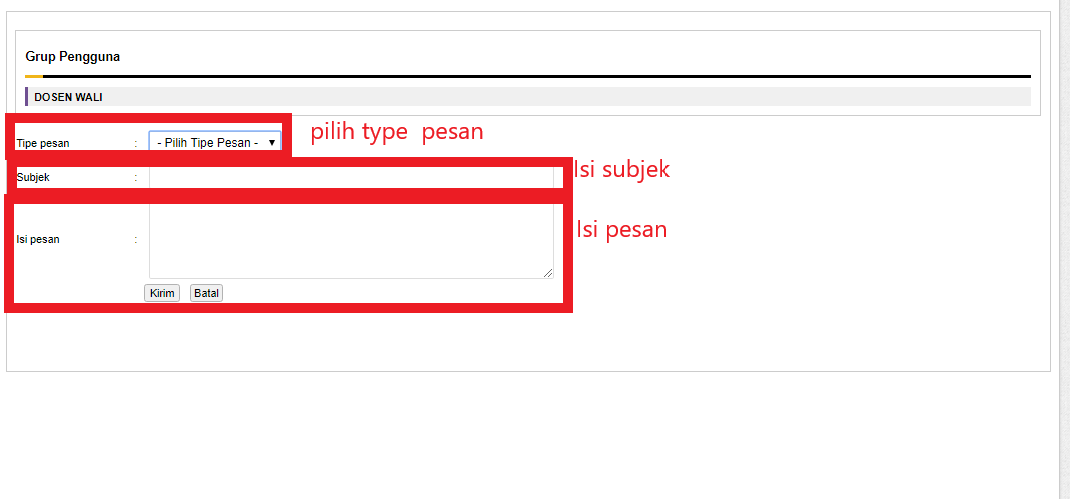 Grup Pengguna
DOSEN WALI
Tipe pesan : - Pilih Tipe Pesan - pilih type pesan
Subjek : Isi subjek
Isi pesan : Isi pesan
Kirim Batal